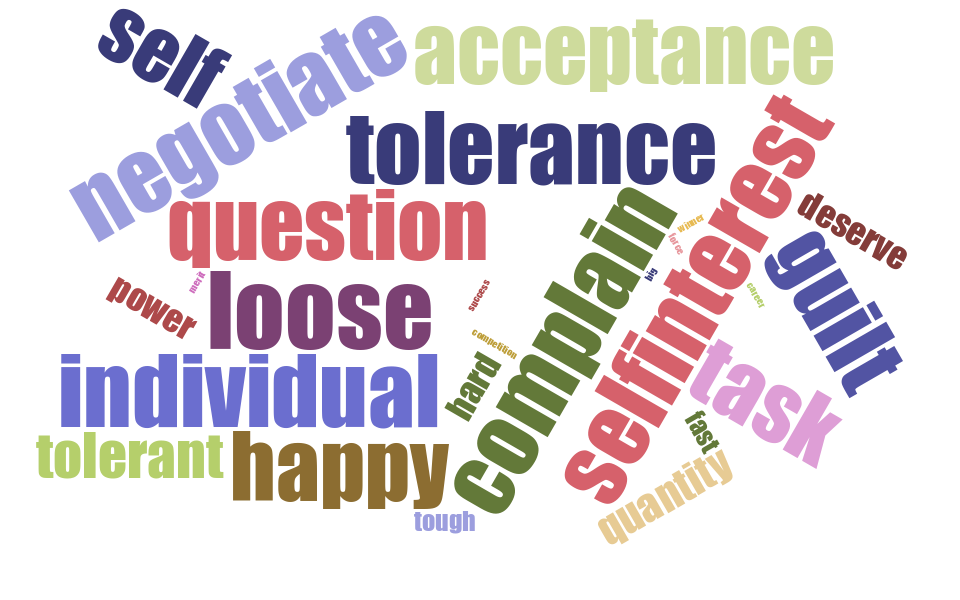 self
negotiate
acceptance
tolerance
selfinterest
question
complain
winner
force
deserve
guilt
big
merit
power
loose
success
career
competition
individual
hard
task
tolerant
happy
fast
quantity
tough